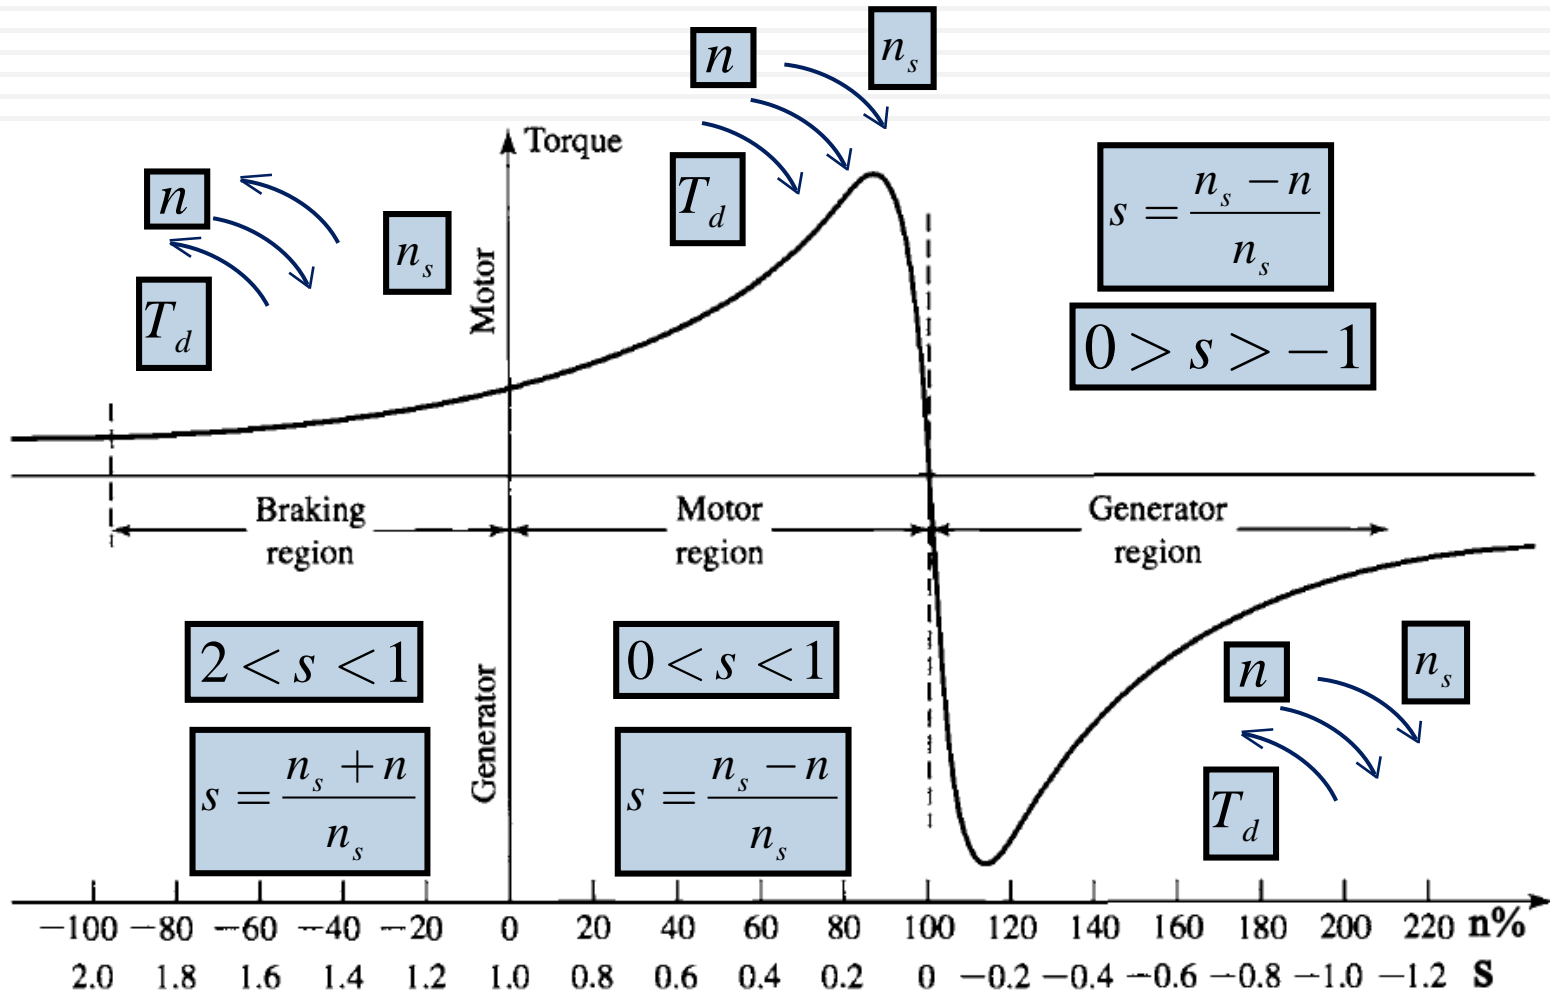 n
n_s
T_d
Torque
Motor
n
n_s
T_d
s = \frac{n_s - n}{n_s}
0 > s > −1
Braking region
Motor region
Generator region
2 < s < 1
s = \frac{n_s + n}{n_s}
0 < s < 1
s = \frac{n_s - n}{n_s}
Generator
n
n_s
T_d
−100 −80 −60 −40 −20 0 20 40 60 80 100 120 140 160 180 200 220 n%
2.0 1.8 1.6 1.4 1.2 1.0 0.8 0.6 0.4 0.2 0 −0.2 −0.4 −0.6 −0.8 −1.0 −1.2 S